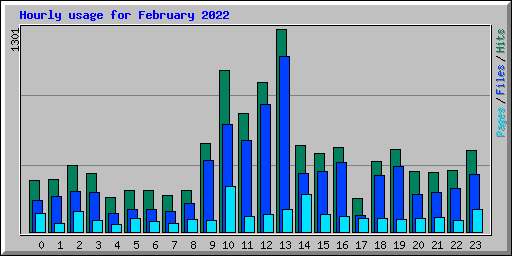 Hourly usage for February 2022
1301
Pages/Files/Hits
0 1 2 3 4 5 6 7 8 9 10 11 12 13 14 15 16 17 18 19 20 21 22 23